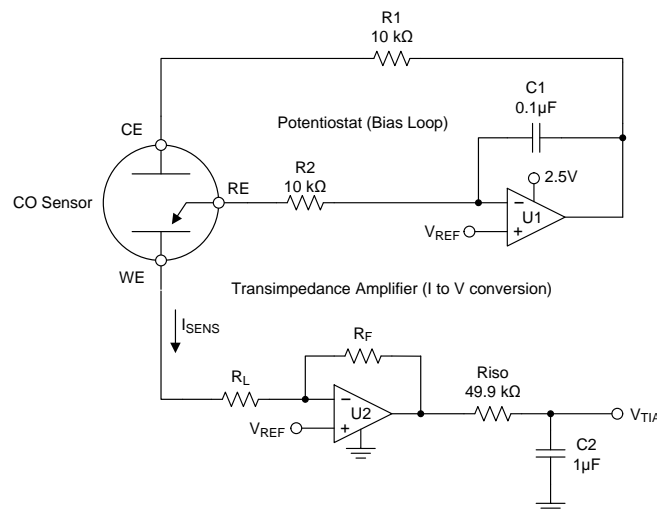 R1
10 kΩ
C1
0.1µF
CE
Potentiostat (Bias Loop)
R2
10 kΩ
RE
2.5V
CO Sensor
−
U1
VREF
+
WE
Transimpedance Amplifier (I to V conversion)
ISENS
RF
RL
Riso
49.9 kΩ
−
U2
VREF
+
VTIA
C2
1µF